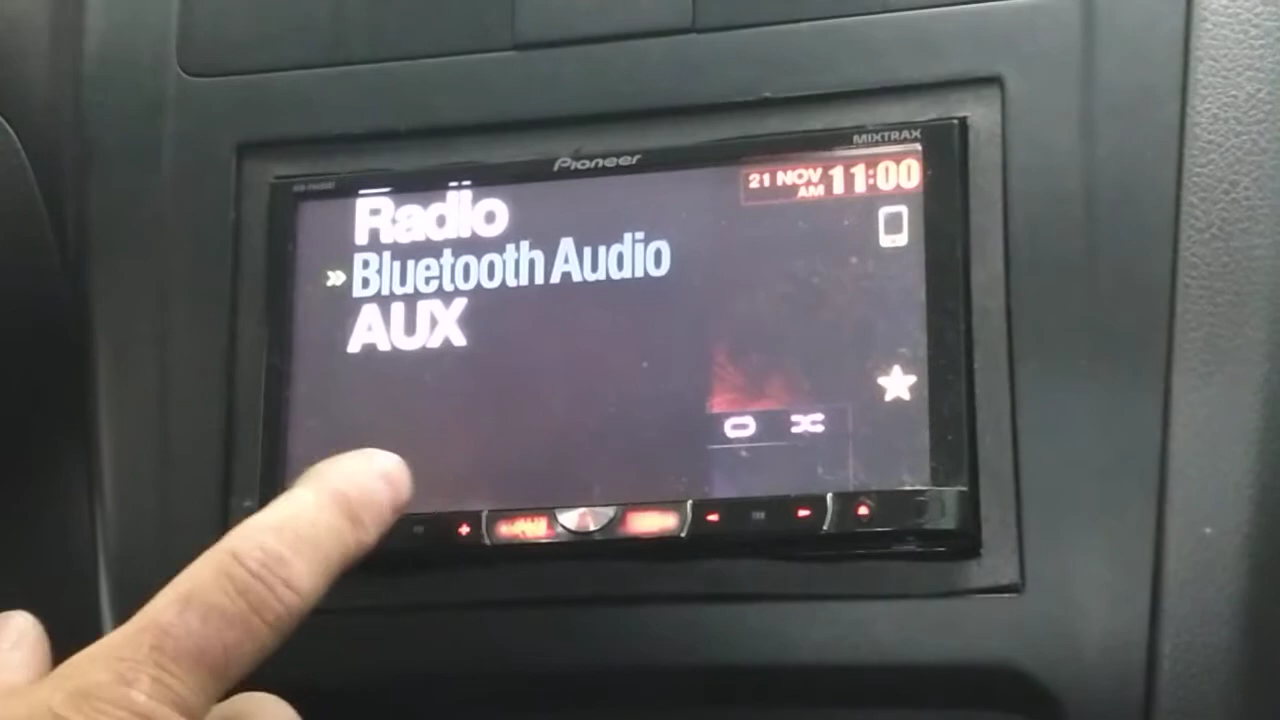 MIXTRAX
Pioneer
21 NOV
AM 11:00
Radio
Bluetooth Audio
AUX